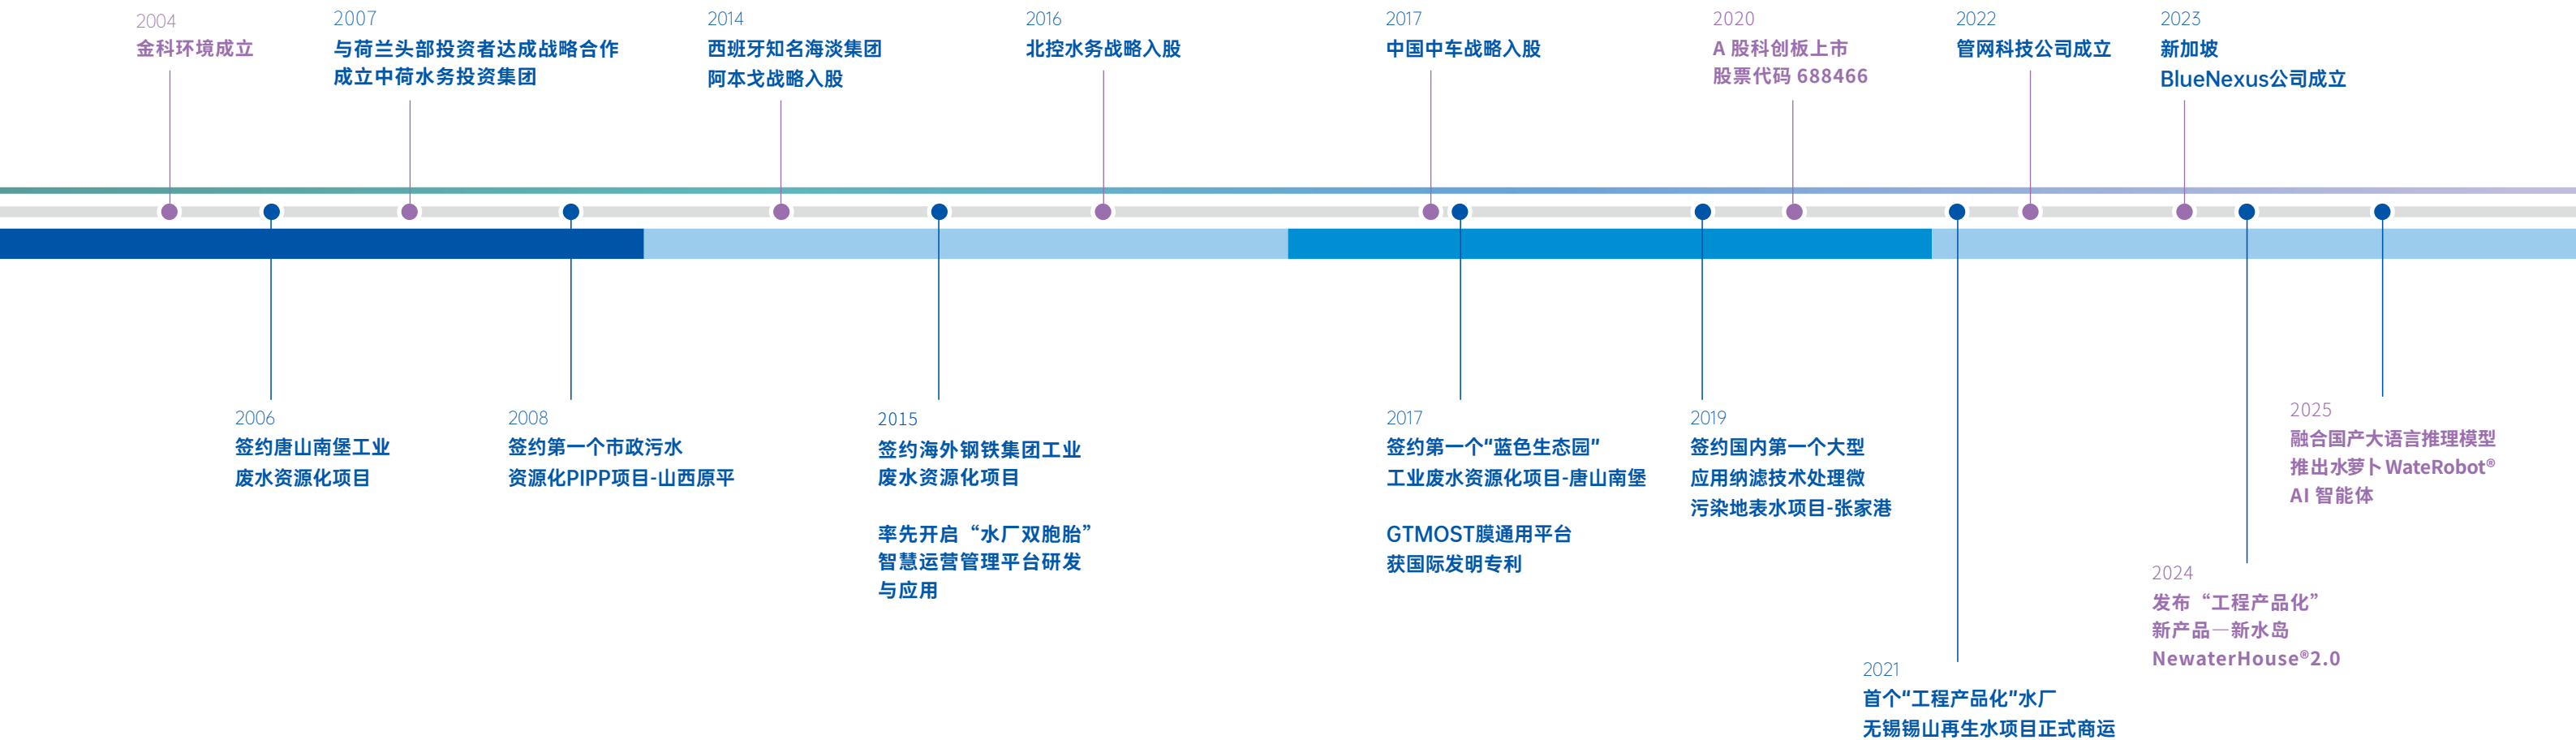 2004
金科环境成立
2007
与荷兰头部投资者达成战略合作
成立中荷水务投资集团
2014
西班牙知名海淡集团
阿本戈战略入股
2016
北控水务战略入股
2017
中国中车战略入股
2020
A 股科创板上市
股票代码 688466
2022
管网科技公司成立
2023
新加坡
BlueNexus公司成立
2006
签约唐山南堡工业
废水资源化项目
2008
签约第一个市政污水
资源化PIPP项目-山西原平
2015
签约海外钢铁集团工业
废水资源化项目
率先开启“水厂双胞胎”
智慧运营管理平台研发
与应用
2017
签约第一个“蓝色生态园”
工业废水资源化项目-唐山南堡
GTMOST膜通用平台
获国际发明专利
2019
签约国内第一个大型
应用纳滤技术处理微
污染地表水项目-张家港
2021
首个“工程产品化”水厂
无锡锡山再生水项目正式商运
2024
发布“工程产品化”
新产品—新水岛
NewaterHouse®2.0
2025
融合国产大语言推理模型
推出水萝卜WateRobot®
AI 智能体